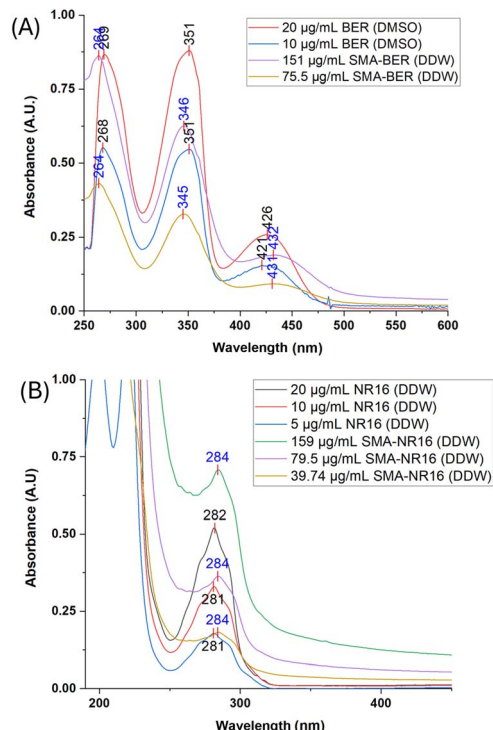 (A)
20 µg/mL BER (DMSO)
10 µg/mL BER (DMSO)
151 µg/mL SMA-BER (DDW)
75.5 µg/mL SMA-BER (DDW)
264
269
351
346
351
268
264
345
426
432
421
431
1.00
0.75
0.50
0.25
0.00
Absorbance (A.U.)
250 300 350 400 450 500 550 600
Wavelength (nm)
(B)
20 µg/mL NR16 (DDW)
10 µg/mL NR16 (DDW)
5 µg/mL NR16 (DDW)
159 µg/mL SMA-NR16 (DDW)
79.5 µg/mL SMA-NR16 (DDW)
39.74 µg/mL SMA-NR16 (DDW)
284
282
284
281
284
281
1.00
0.75
0.50
0.25
0.00
Absorbance (A.U)
200 300 400
Wavelength (nm)